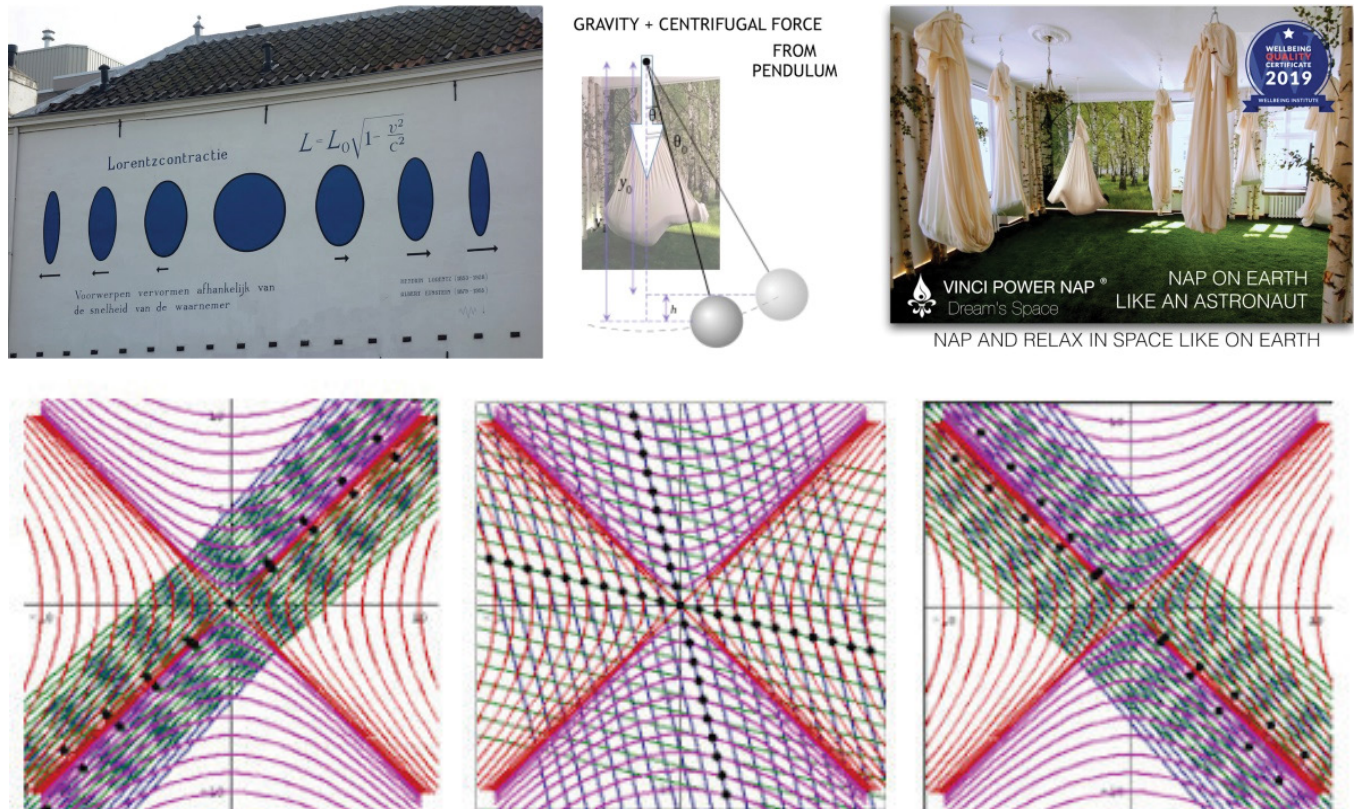 Lorentzcontractie
L=L₀√1-v²/c²
Voorwerpen vervormen afhankelijk van
de snelheid van de waarnemer
GRAVITY + CENTRIFUGAL FORCE
FROM
PENDULUM
θ
θ₀
y₀
h
WELLBEING
QUALITY
CERTIFICATE
2019
WELLBEING INSTITUTE
VINCI POWER NAP ®
Dream's Space
NAP ON EARTH
LIKE AN ASTRONAUT
NAP AND RELAX IN SPACE LIKE ON EARTH